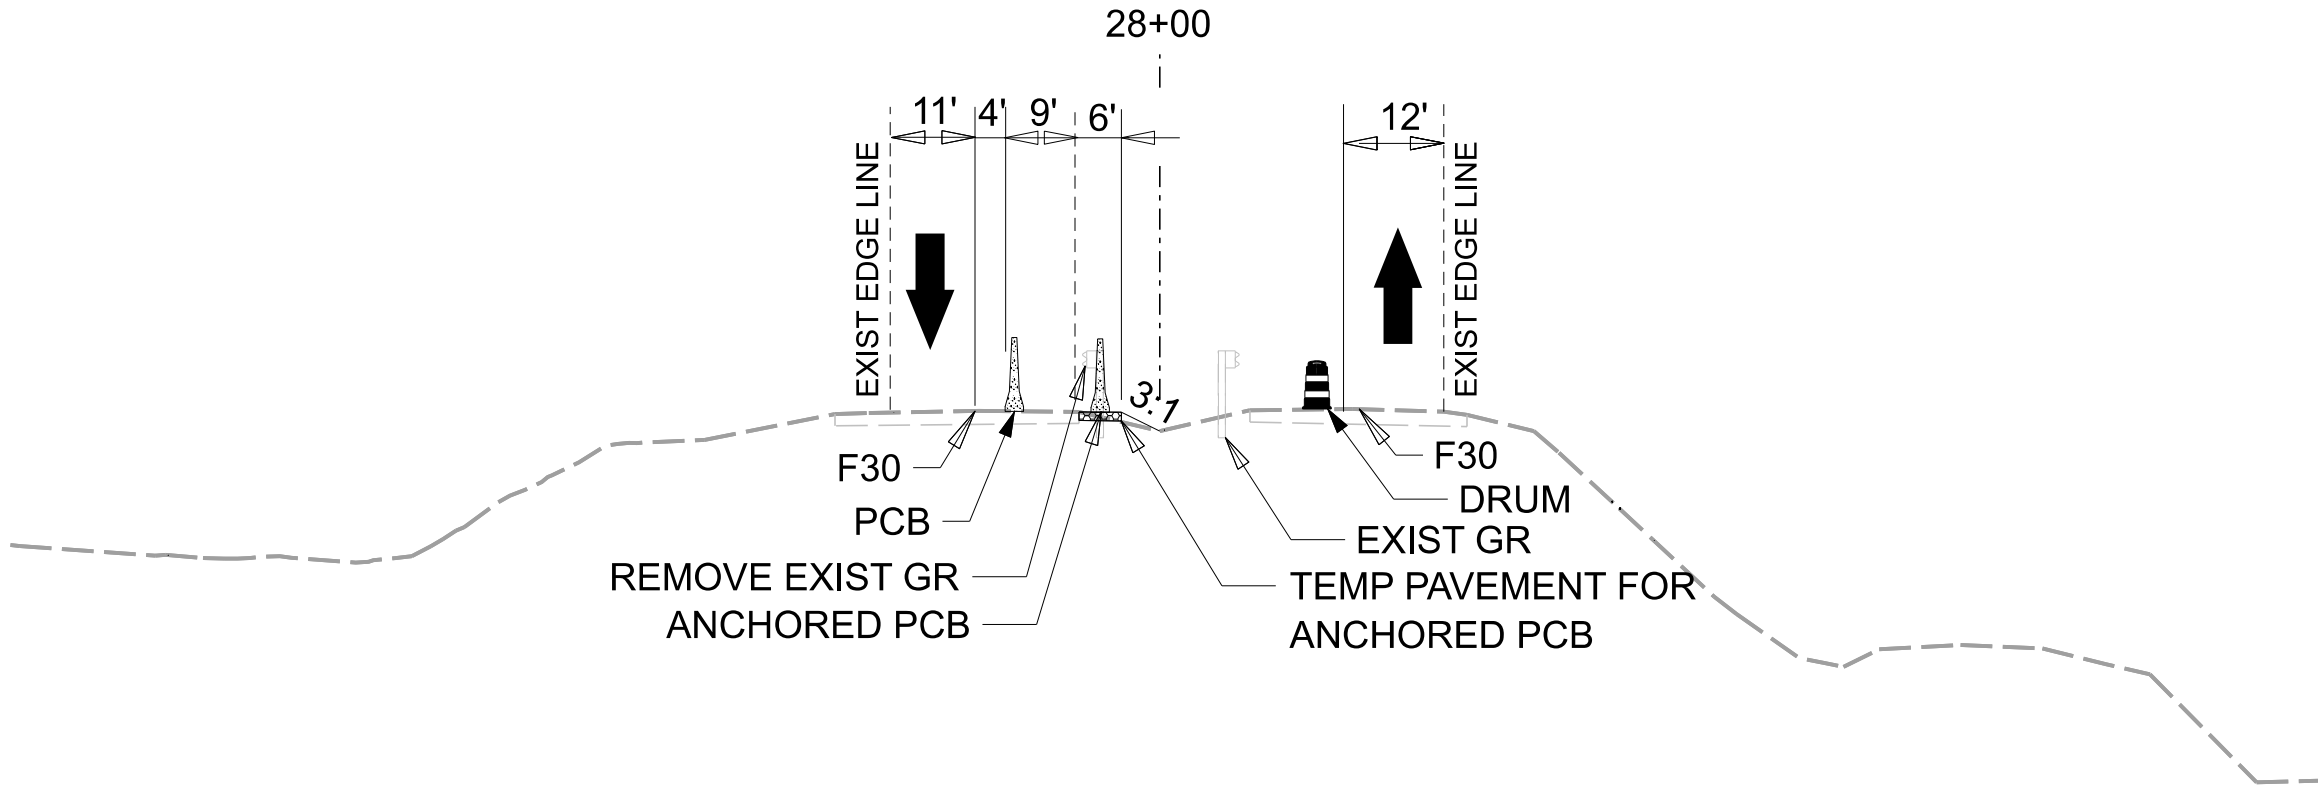 28+00
11'
4'
9'
6'
12'
EXIST EDGE LINE
EXIST EDGE LINE
3:1
F30
F30
PCB
DRUM
EXIST GR
REMOVE EXIST GR
TEMP PAVEMENT FOR
ANCHORED PCB
ANCHORED PCB